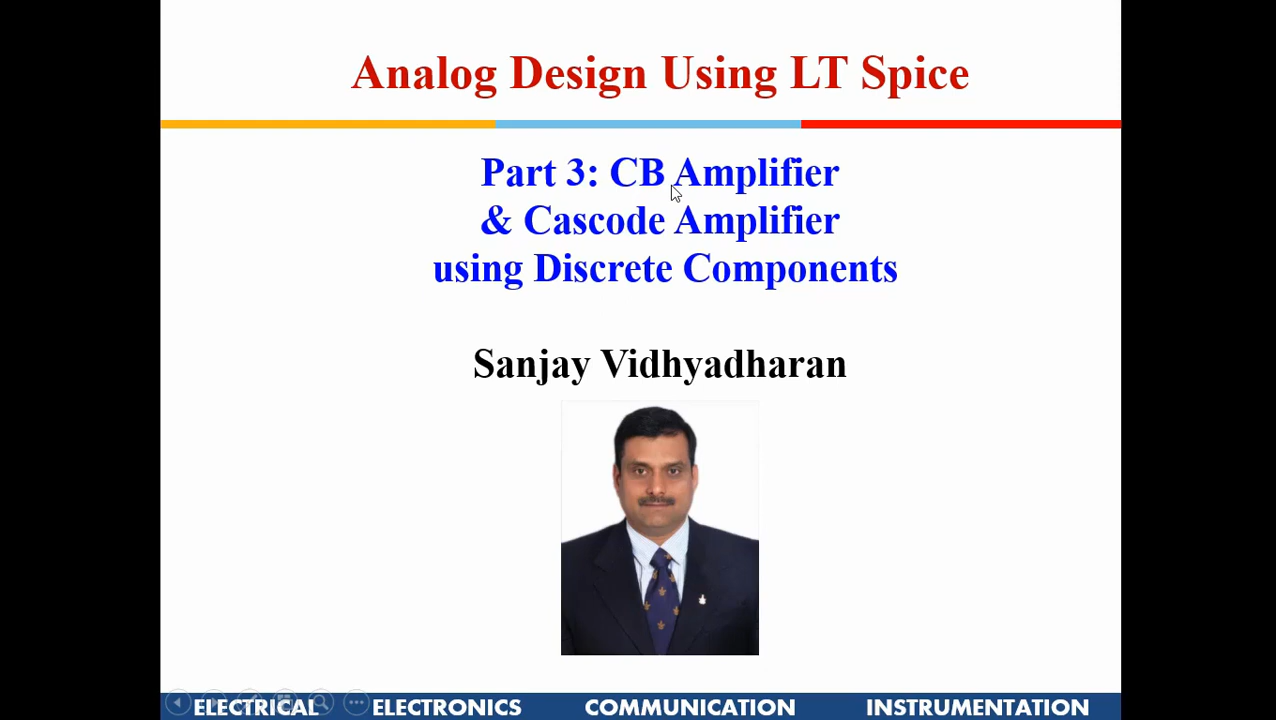 Analog Design Using LT Spice
Part 3: CB Amplifier
& Cascode Amplifier
using Discrete Components
Sanjay Vidhyadharan
ELECTRICAL ELECTRONICS COMMUNICATION INSTRUMENTATION